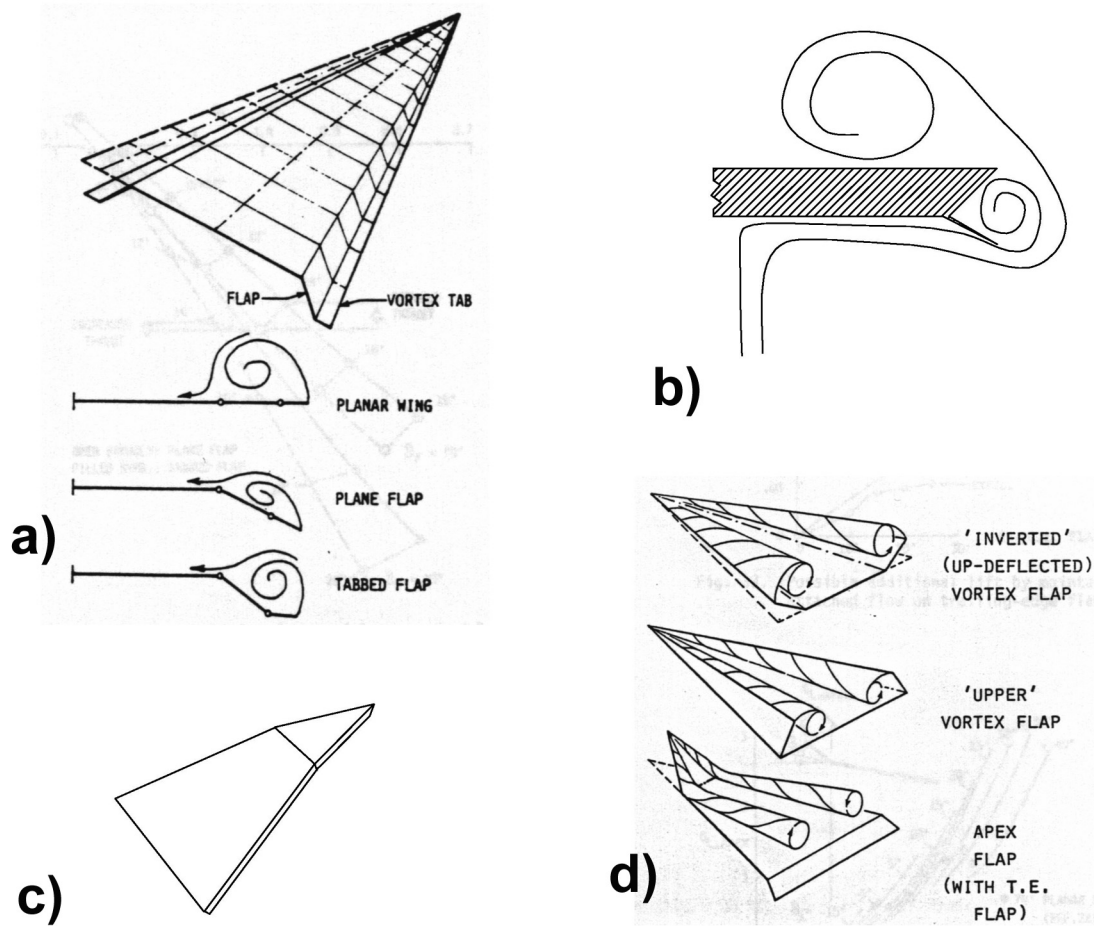 FLAP
VORTEX TAB
PLANAR WING
PLANE FLAP
TABBED FLAP
a)
b)
c)
'INVERTED'
(UP-DEFLECTED)
VORTEX FLAP
'UPPER'
VORTEX FLAP
APEX
FLAP
(WITH T.E.
FLAP)
d)